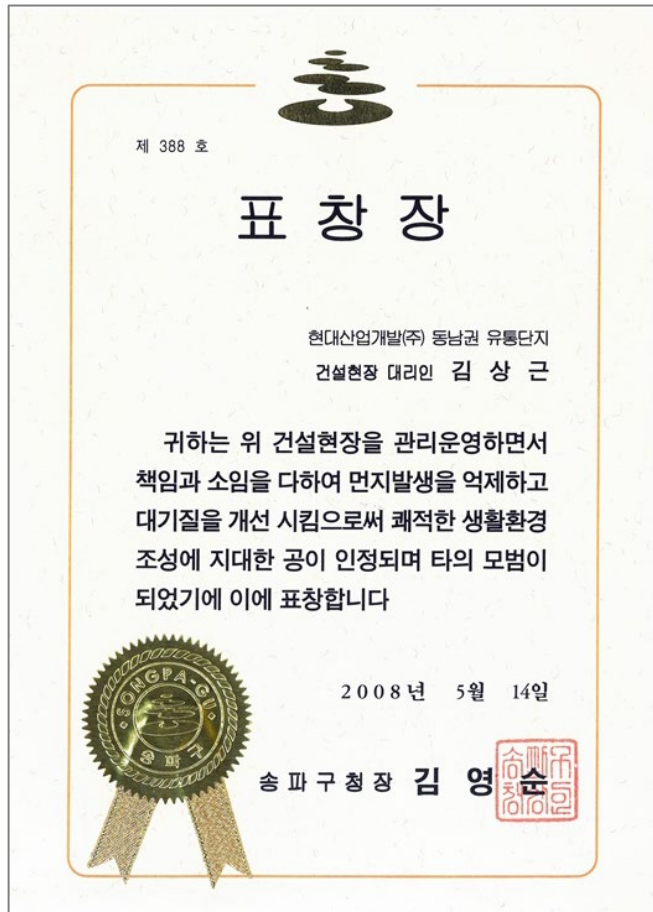 제 388 호
표 창 장
현대산업개발(주) 동남권 유통단지
건설현장 대리인 김 상 근
귀하는 위 건설현장을 관리운영하면서
책임과 소임을 다하여 먼지발생을 억제하고
대기질을 개선 시킴으로써 쾌적한 생활환경
조성에 지대한 공이 인정되며 타의 모범이
되었기에 이에 표창합니다
2008년 5월 14일
SONGPA-GU
송파구
송파구청장 김 영 순